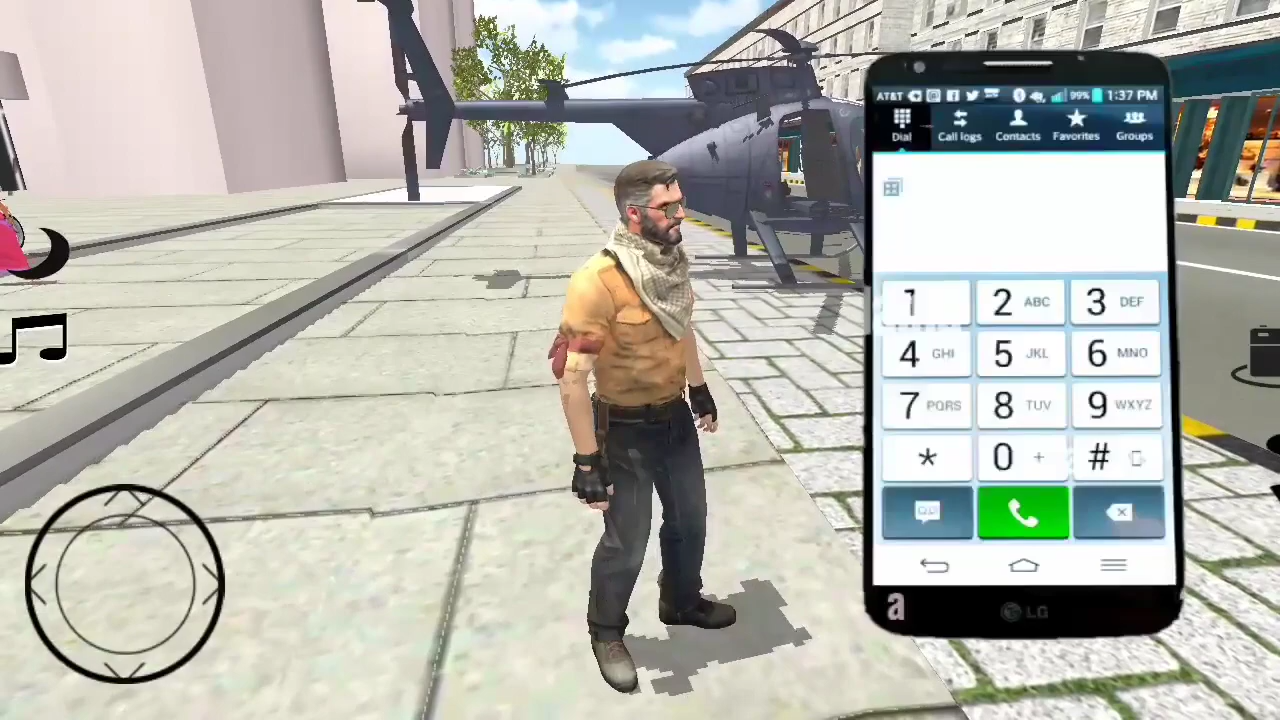 AT&T 99% 1:37 PM
Dial Call logs Contacts Favorites Groups
1 2 ABC 3 DEF
4 GHI 5 JKL 6 MNO
7 PQRS 8 TUV 9 WXYZ
* 0 + #
a LG